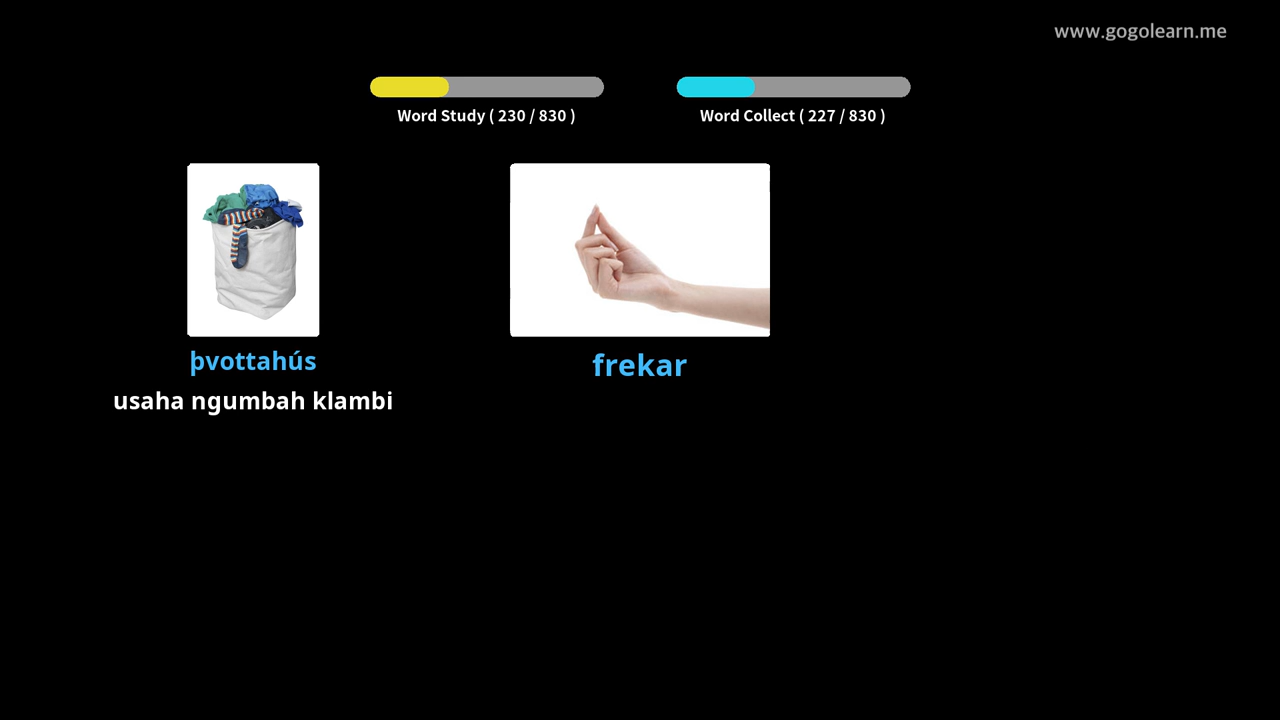 www.gogolearn.me
Word Study ( 230 / 830 )
Word Collect ( 227 / 830 )
þvottahús
usaha ngumbah klambi
frekar